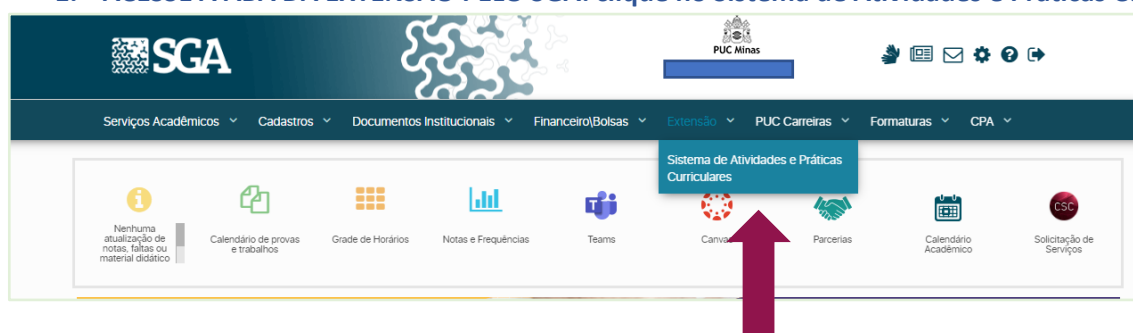 SGA
PUC Minas
Serviços Acadêmicos Cadastros Documentos Institucionais Financeiro\Bolsas Extensão PUC Carreiras Formaturas CPA
Sistema de Atividades e Práticas
Curriculares
Nenhuma
atualização de
notas, faltas ou
material didático
Calendário de provas
e trabalhos
Grade de Horários
Notas e Frequências
Teams
Canvas
Parcerias
Calendário
Acadêmico
CSC
Solicitação de
Serviços